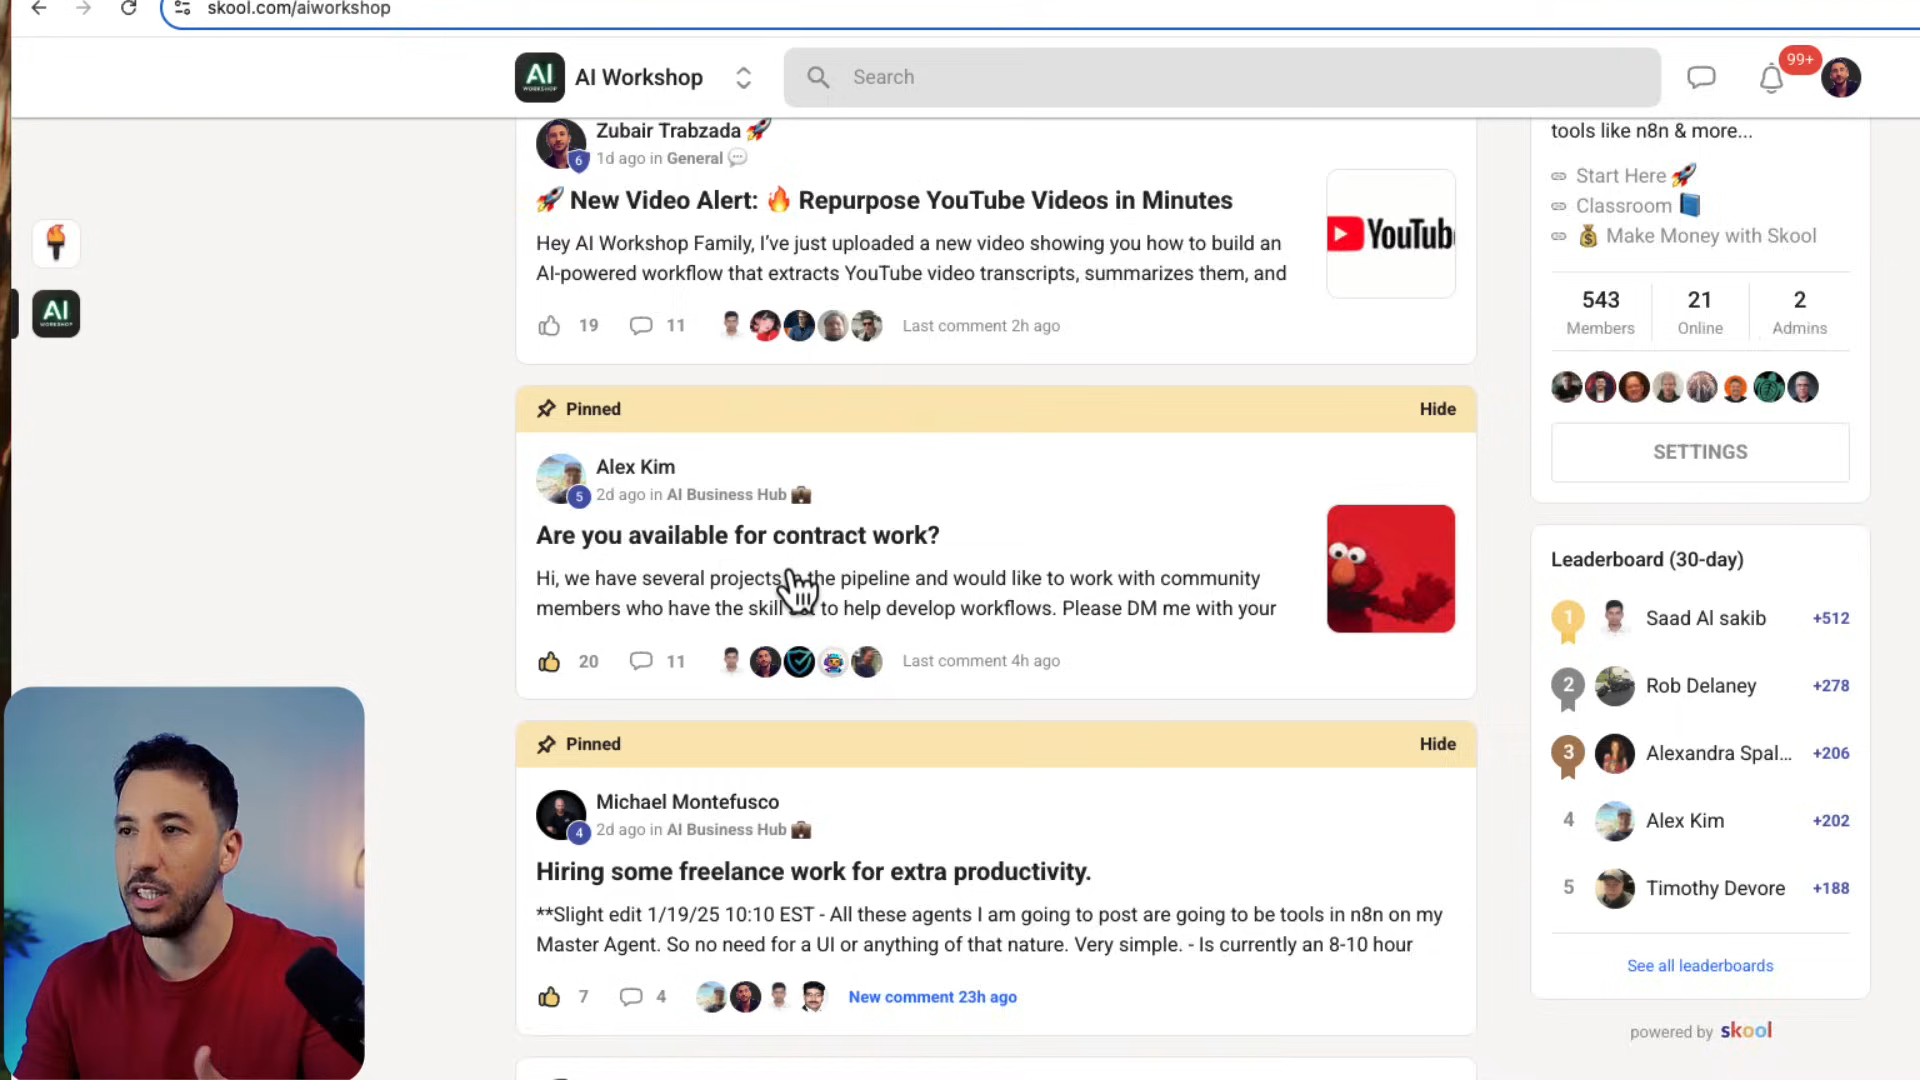 skool.com/aiworkshop
AI
WORKSHOP
AI Workshop
Search
99+
Zubair Trabzada 🚀
6
1d ago in General 💬
🚀 New Video Alert: 🔥 Repurpose YouTube Videos in Minutes
Hey AI Workshop Family, I've just uploaded a new video showing you how to build an
AI-powered workflow that extracts YouTube video transcripts, summarizes them, and
YouTub
19
11
Last comment 2h ago
AI
WORKSHOP
Pinned
Hide
Alex Kim
5
2d ago in AI Business Hub 💼
Are you available for contract work?
Hi, we have several projects the pipeline and would like to work with community
members who have the skill to help develop workflows. Please DM me with your
20
11
Last comment 4h ago
Pinned
Hide
Michael Montefusco
4
2d ago in AI Business Hub 💼
Hiring some freelance work for extra productivity.
**Slight edit 1/19/25 10:10 EST - All these agents I am going to post are going to be tools in n8n on my
Master Agent. So no need for a UI or anything of that nature. Very simple. - Is currently an 8-10 hour
7
4
New comment 23h ago
tools like n8n & more...
Start Here 🚀
Classroom 📘
💰 Make Money with Skool
543
Members
21
Online
2
Admins
SETTINGS
Leaderboard (30-day)
1
Saad Al sakib
+512
2
Rob Delaney
+278
3
Alexandra Spal...
+206
4
Alex Kim
+202
5
Timothy Devore
+188
See all leaderboards
powered by skool